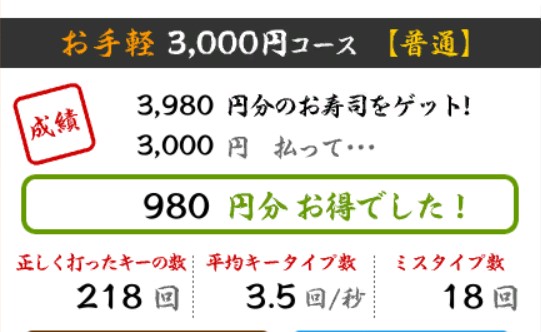 お手軽 3,000円コース 【普通】
成績
3,980 円分のお寿司をゲット!
3,000 円 払って・・・
980 円分 お得でした!
正しく打ったキーの数 平均キータイプ数 ミスタイプ数
218 回 3.5 回/秒 18 回